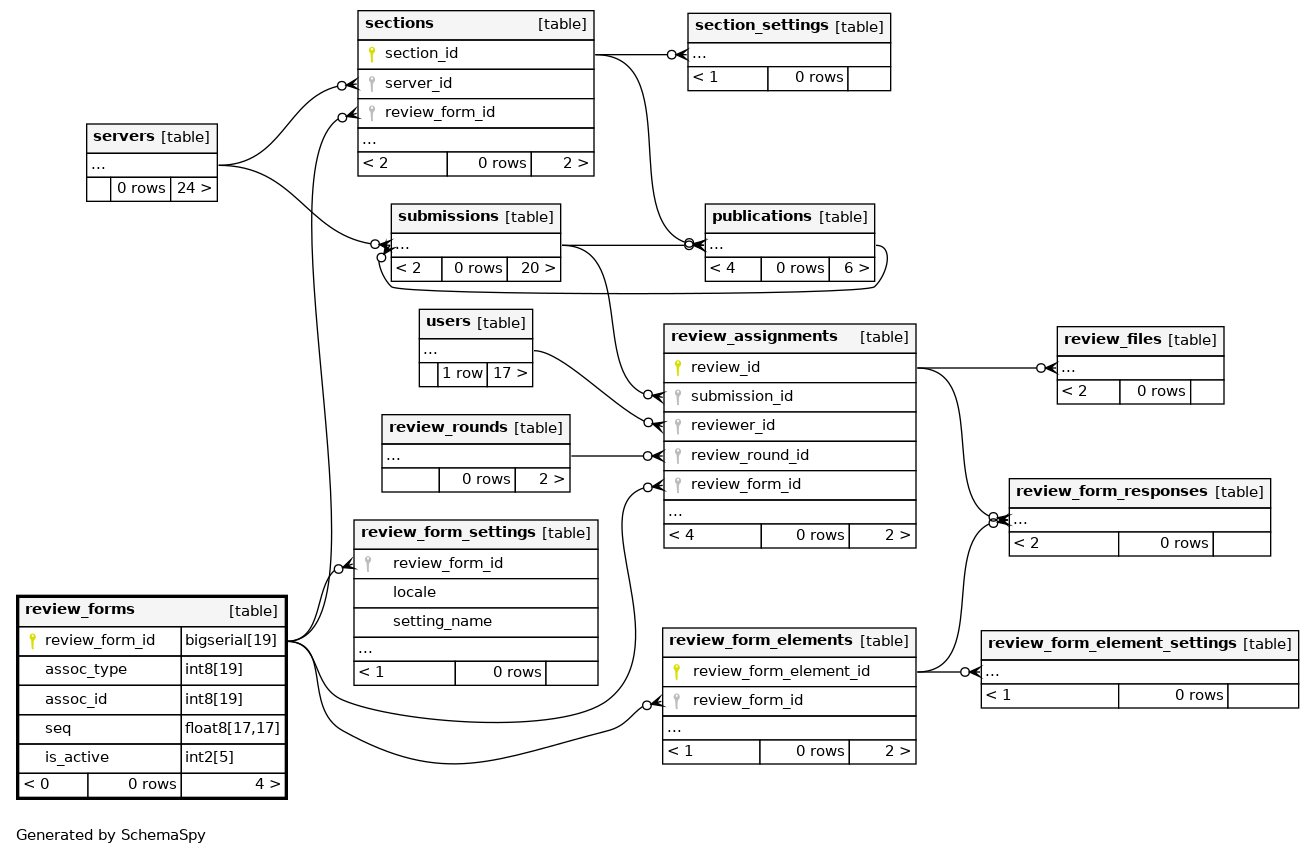 sections [table]
section_id
server_id
review_form_id
...
< 2 0 rows 2 >
section_settings [table]
...
< 1 0 rows
servers [table]
...
0 rows 24 >
submissions [table]
...
< 2 0 rows 20 >
publications [table]
...
< 4 0 rows 6 >
users [table]
...
1 row 17 >
review_assignments [table]
review_id
submission_id
reviewer_id
review_round_id
review_form_id
...
< 4 0 rows 2 >
review_files [table]
...
< 2 0 rows
review_rounds [table]
...
0 rows 2 >
review_form_responses [table]
...
< 2 0 rows
review_form_settings [table]
review_form_id
locale
setting_name
...
< 1 0 rows
review_forms [table]
review_form_id bigserial[19]
assoc_type int8[19]
assoc_id int8[19]
seq float8[17,17]
is_active int2[5]
< 0 0 rows 4 >
review_form_elements [table]
review_form_element_id
review_form_id
...
< 1 0 rows 2 >
review_form_element_settings [table]
...
< 1 0 rows
Generated by SchemaSpy